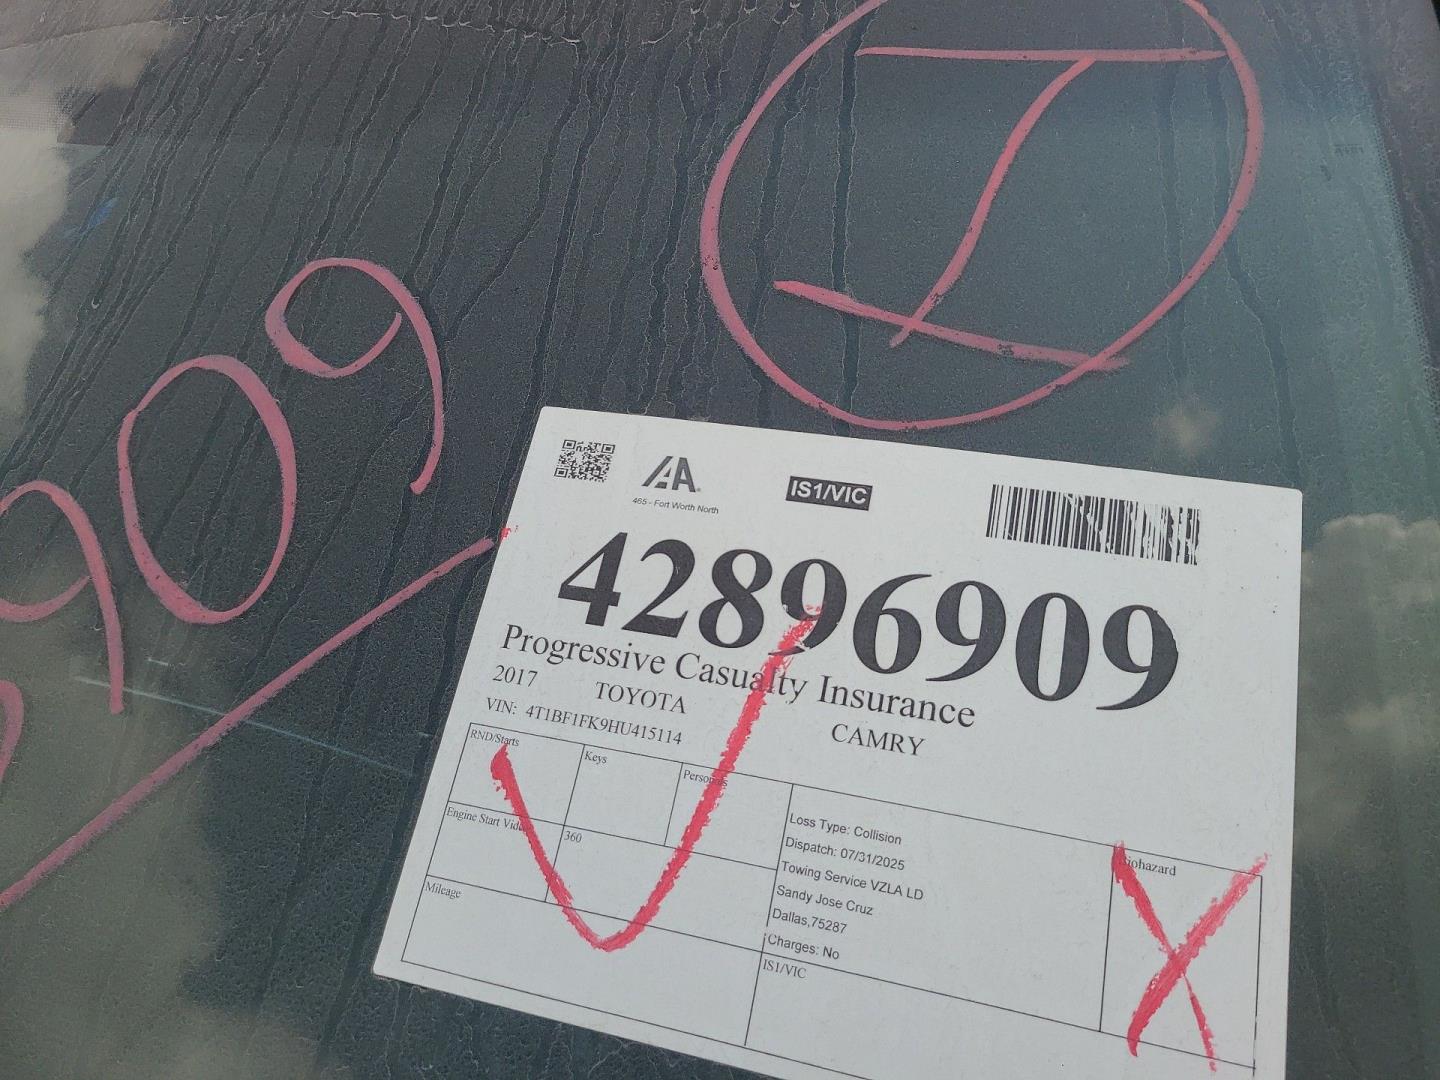 I
909
IAA
465 - Fort Worth North
IS1/VIC
42896909
Progressive Casualty Insurance
2017 TOYOTA CAMRY
VIN: 4T1BF1FK9HU415114
RND/Starts
Keys
Personals
Engine Start Video
360
Mileage
Loss Type: Collision
Dispatch: 07/31/2025
Towing Service VZLA LD
Sandy Jose Cruz
Dallas,75287
Charges: No
IS1/VIC
Biohazard